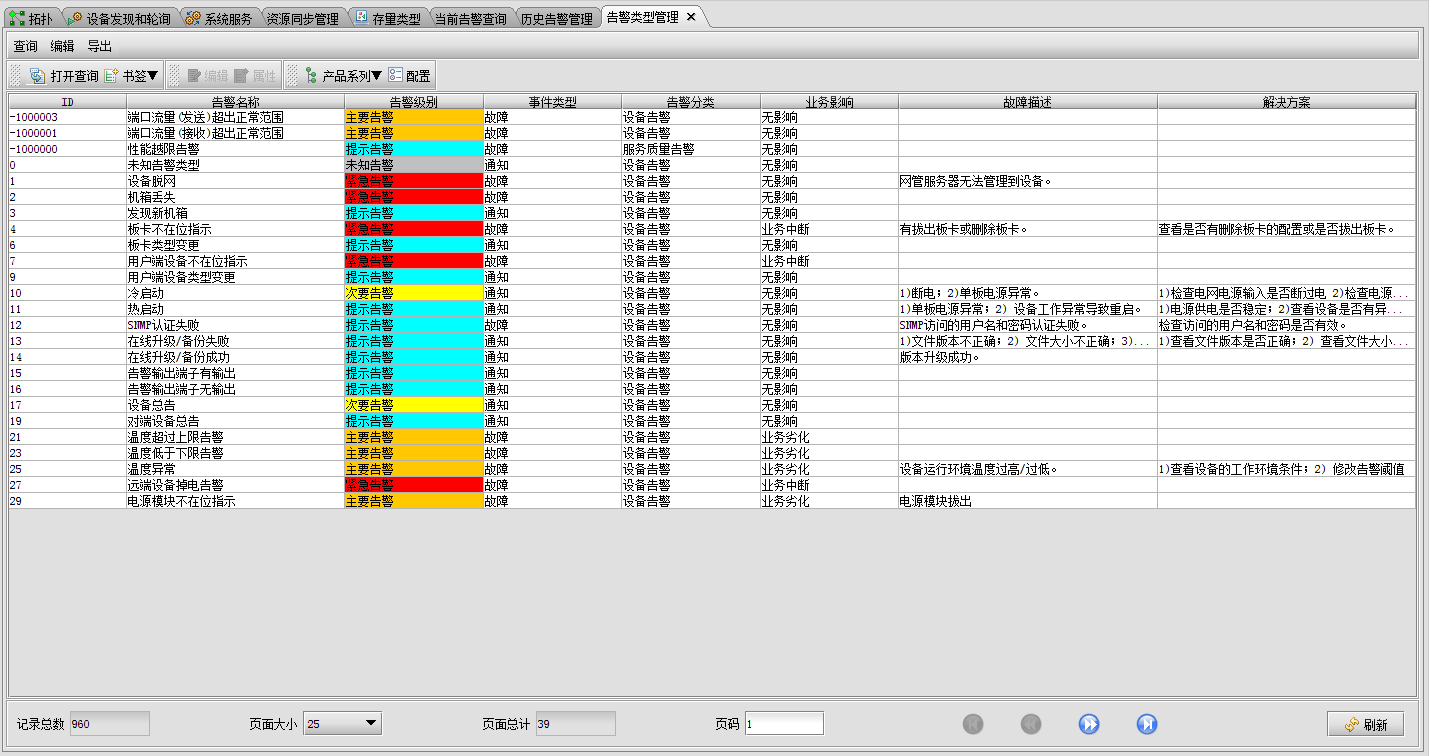 拓扑 设备发现和轮询 系统服务 资源同步管理 存量类型 当前告警查询 历史告警管理 告警类型管理
查询 编辑 导出
打开查询 书签▼ 编辑 属性 产品系列▼ 配置
ID 告警名称 告警级别 事件类型 告警分类 业务影响 故障描述 解决方案
-1000003 端口流量(发送)超出正常范围 主要告警 故障 设备告警 无影响
-1000001 端口流量(接收)超出正常范围 主要告警 故障 设备告警 无影响
-1000000 性能越限告警 提示告警 故障 服务质量告警 无影响
0 未知告警类型 未知告警 通知 设备告警 无影响
1 设备脱网 紧急告警 故障 设备告警 无影响 网管服务器无法管理到设备。
2 机箱丢失 紧急告警 故障 设备告警 无影响
3 发现新机箱 提示告警 通知 设备告警 无影响
4 板卡不在位指示 紧急告警 故障 设备告警 业务中断 有拔出板卡或删除板卡。 查看是否有删除板卡的配置或是否拔出板卡。
6 板卡类型变更 提示告警 通知 设备告警 无影响
7 用户端设备不在位指示 紧急告警 故障 设备告警 业务中断
9 用户端设备类型变更 提示告警 通知 设备告警 无影响
10 冷启动 次要告警 通知 设备告警 无影响 1)断电；2)单板电源异常。 1)检查电网电源输入是否断过电 2)检查电源...
11 热启动 提示告警 通知 设备告警 无影响 1)单板电源异常；2) 设备工作异常导致重启。 1)电源供电是否稳定；2)查看设备是否有异...
12 SNMP认证失败 提示告警 故障 设备告警 无影响 SNMP访问的用户名和密码认证失败。 检查访问的用户名和密码是否有效。
13 在线升级/备份失败 提示告警 通知 设备告警 无影响 1)文件版本不正确；2) 文件大小不正确；3)... 1)查看文件版本是否正确；2) 查看文件大小...
14 在线升级/备份成功 提示告警 通知 设备告警 无影响 版本升级成功。
15 告警输出端子有输出 提示告警 通知 设备告警 无影响
16 告警输出端子无输出 提示告警 通知 设备告警 无影响
17 设备总告 次要告警 通知 设备告警 无影响
19 对端设备总告 提示告警 通知 设备告警 无影响
21 温度超过上限告警 主要告警 故障 设备告警 业务劣化
23 温度低于下限告警 主要告警 故障 设备告警 业务劣化
25 温度异常 主要告警 故障 设备告警 业务劣化 设备运行环境温度过高/过低。 1)查看设备的工作环境条件；2) 修改告警阈值
27 远端设备掉电告警 紧急告警 故障 设备告警 业务中断
29 电源模块不在位指示 主要告警 故障 设备告警 业务劣化 电源模块拔出
记录总数 960 页面大小 25 页面总计 39 页码 1 刷新